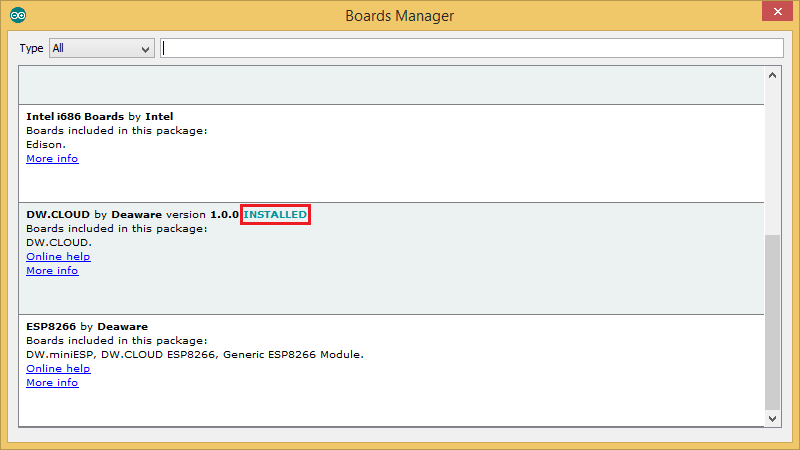 Boards Manager
Type All
Intel i686 Boards by Intel
Boards included in this package:
Edison.
More info
DW.CLOUD by Deaware version 1.0.0 INSTALLED
Boards included in this package:
DW.CLOUD.
Online help
More info
ESP8266 by Deaware
Boards included in this package:
DW.miniESP, DW.CLOUD ESP8266, Generic ESP8266 Module.
Online help
More info